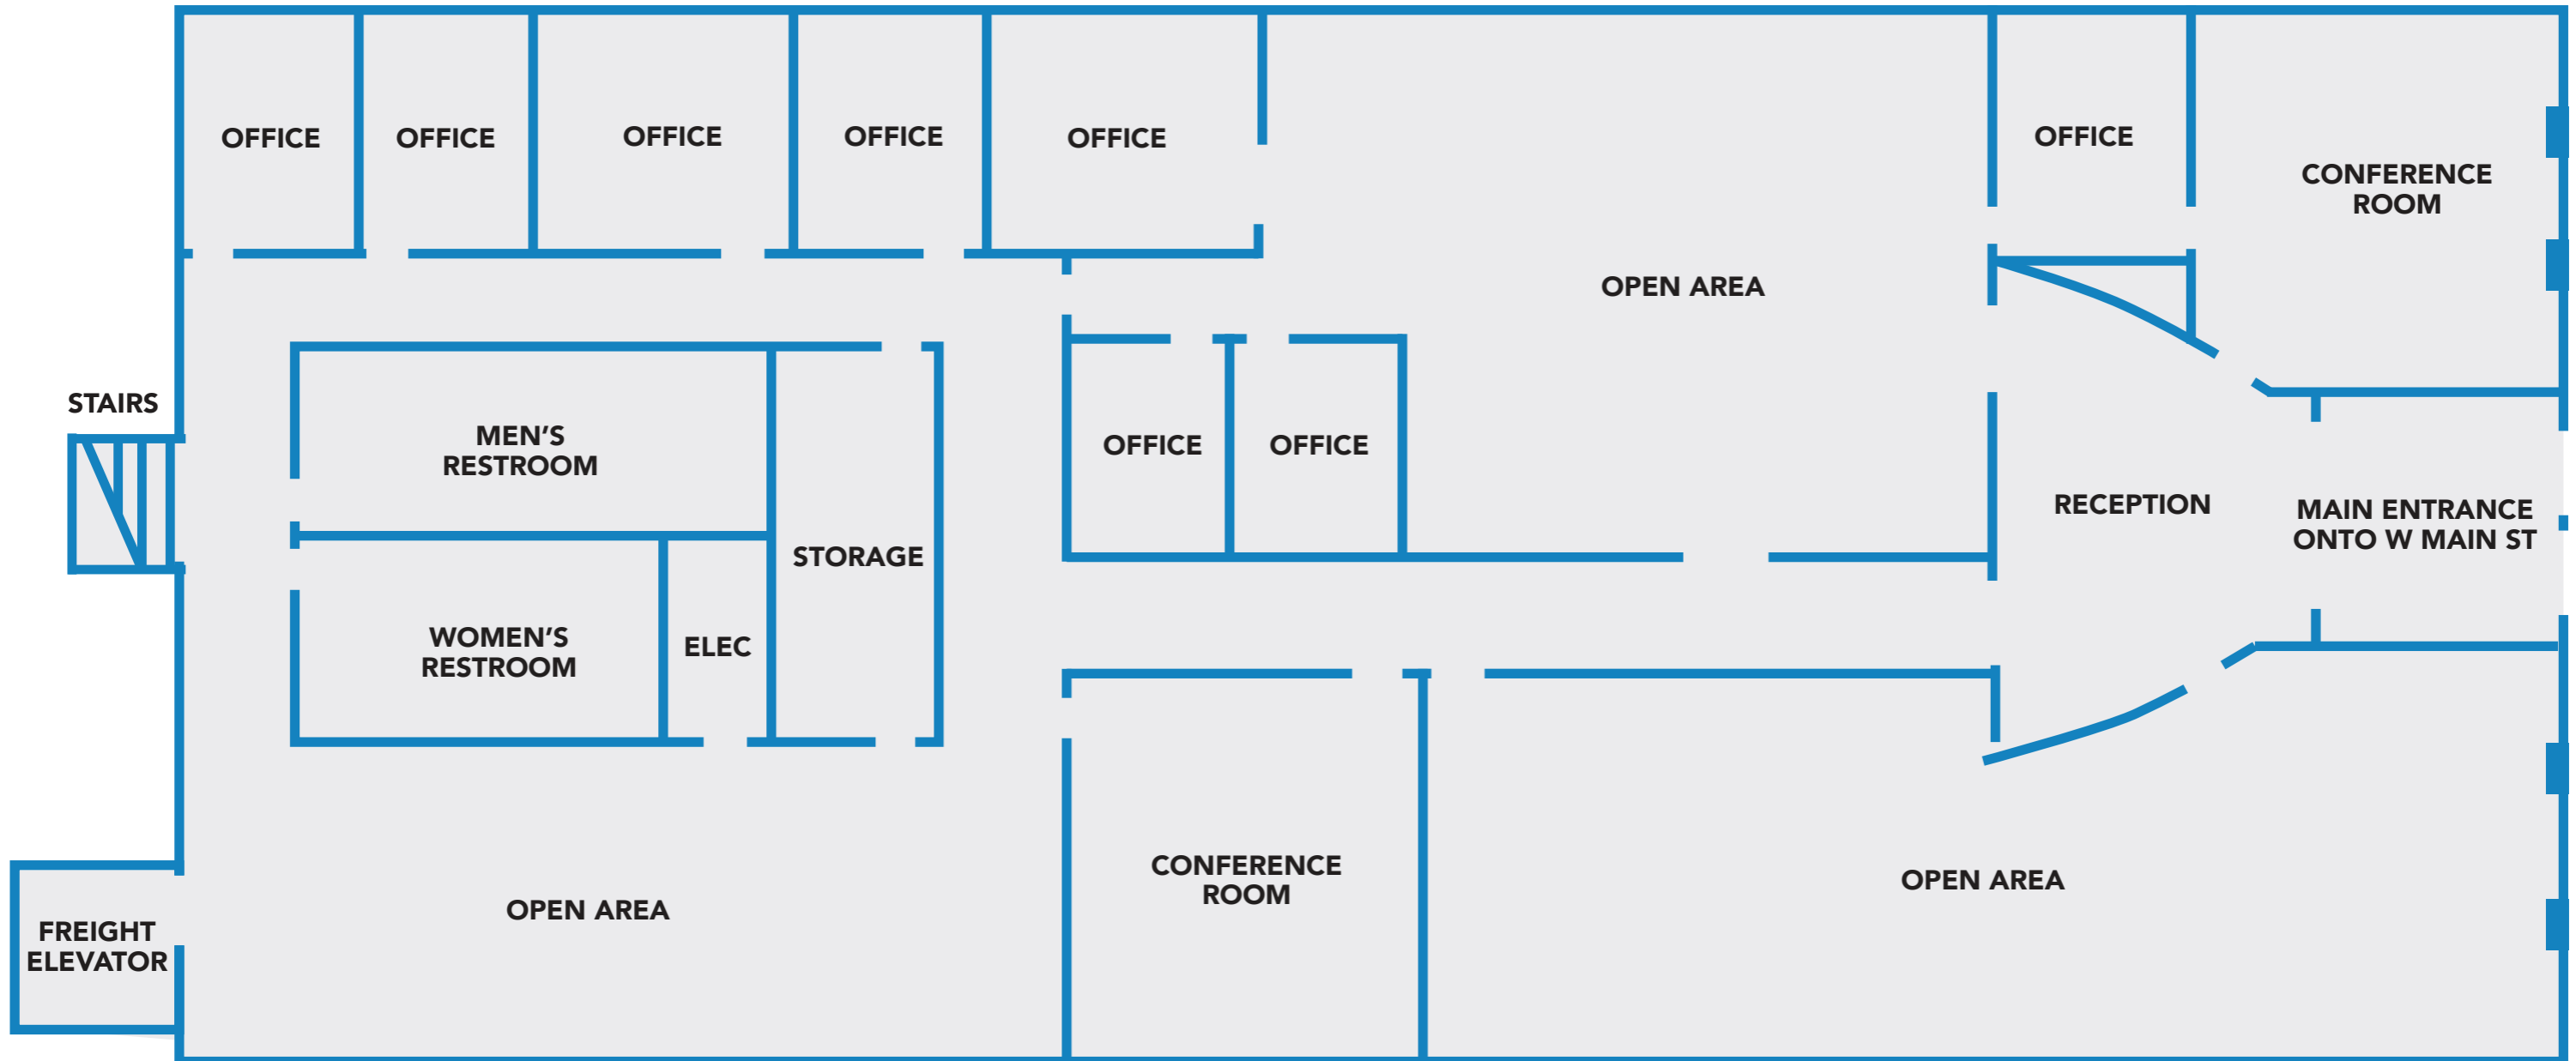 OFFICE
OFFICE
OFFICE
OFFICE
OFFICE
OFFICE
CONFERENCE
ROOM
OPEN AREA
STAIRS
MEN’S
RESTROOM
OFFICE
OFFICE
RECEPTION
MAIN ENTRANCE
ONTO W MAIN ST
STORAGE
WOMEN’S
RESTROOM
ELEC
CONFERENCE
ROOM
OPEN AREA
OPEN AREA
FREIGHT
ELEVATOR